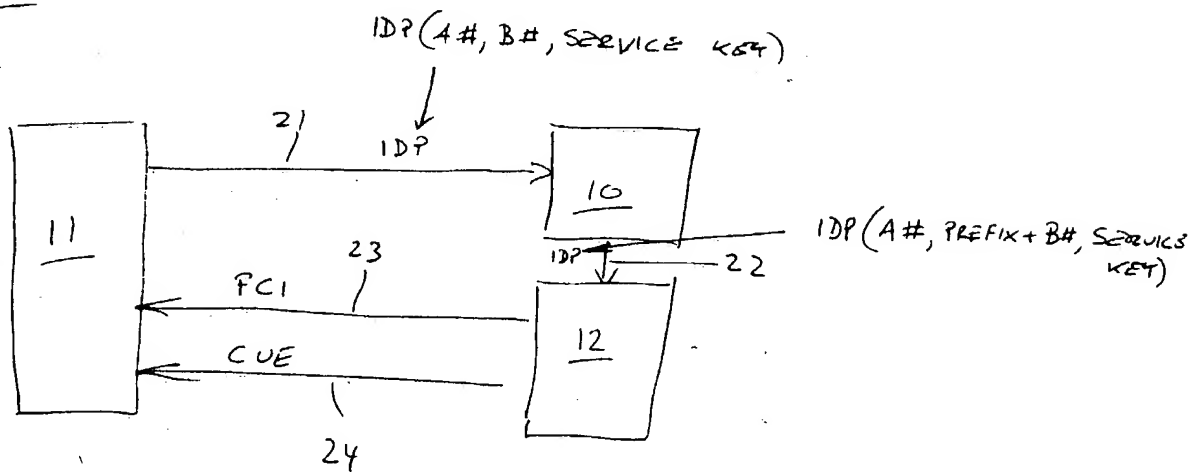 IDP(A#, B#, SERVICE KEY)
21
IDP
10
11
IDP
IDP(A#, PREFIX+B#, SERVICE
KEY)
22
23
FCI
12
CUE
24